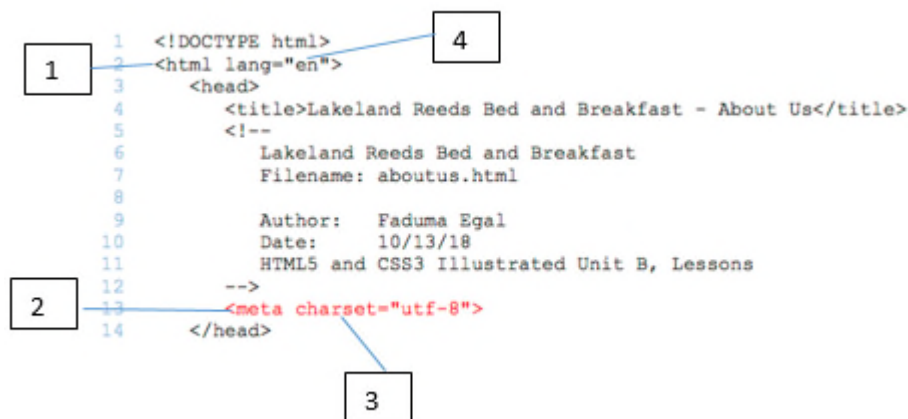 4
1 <!DOCTYPE html>
1
2 <html lang="en">
3 <head>
4 <title>Lakeland Reeds Bed and Breakfast - About Us</title>
5 <!--
6 Lakeland Reeds Bed and Breakfast
7 Filename: aboutus.html
8
9 Author: Faduma Egal
10 Date: 10/13/18
11 HTML5 and CSS3 Illustrated Unit B, Lessons
12 -->
2
13 <meta charset="utf-8">
14 </head>
3